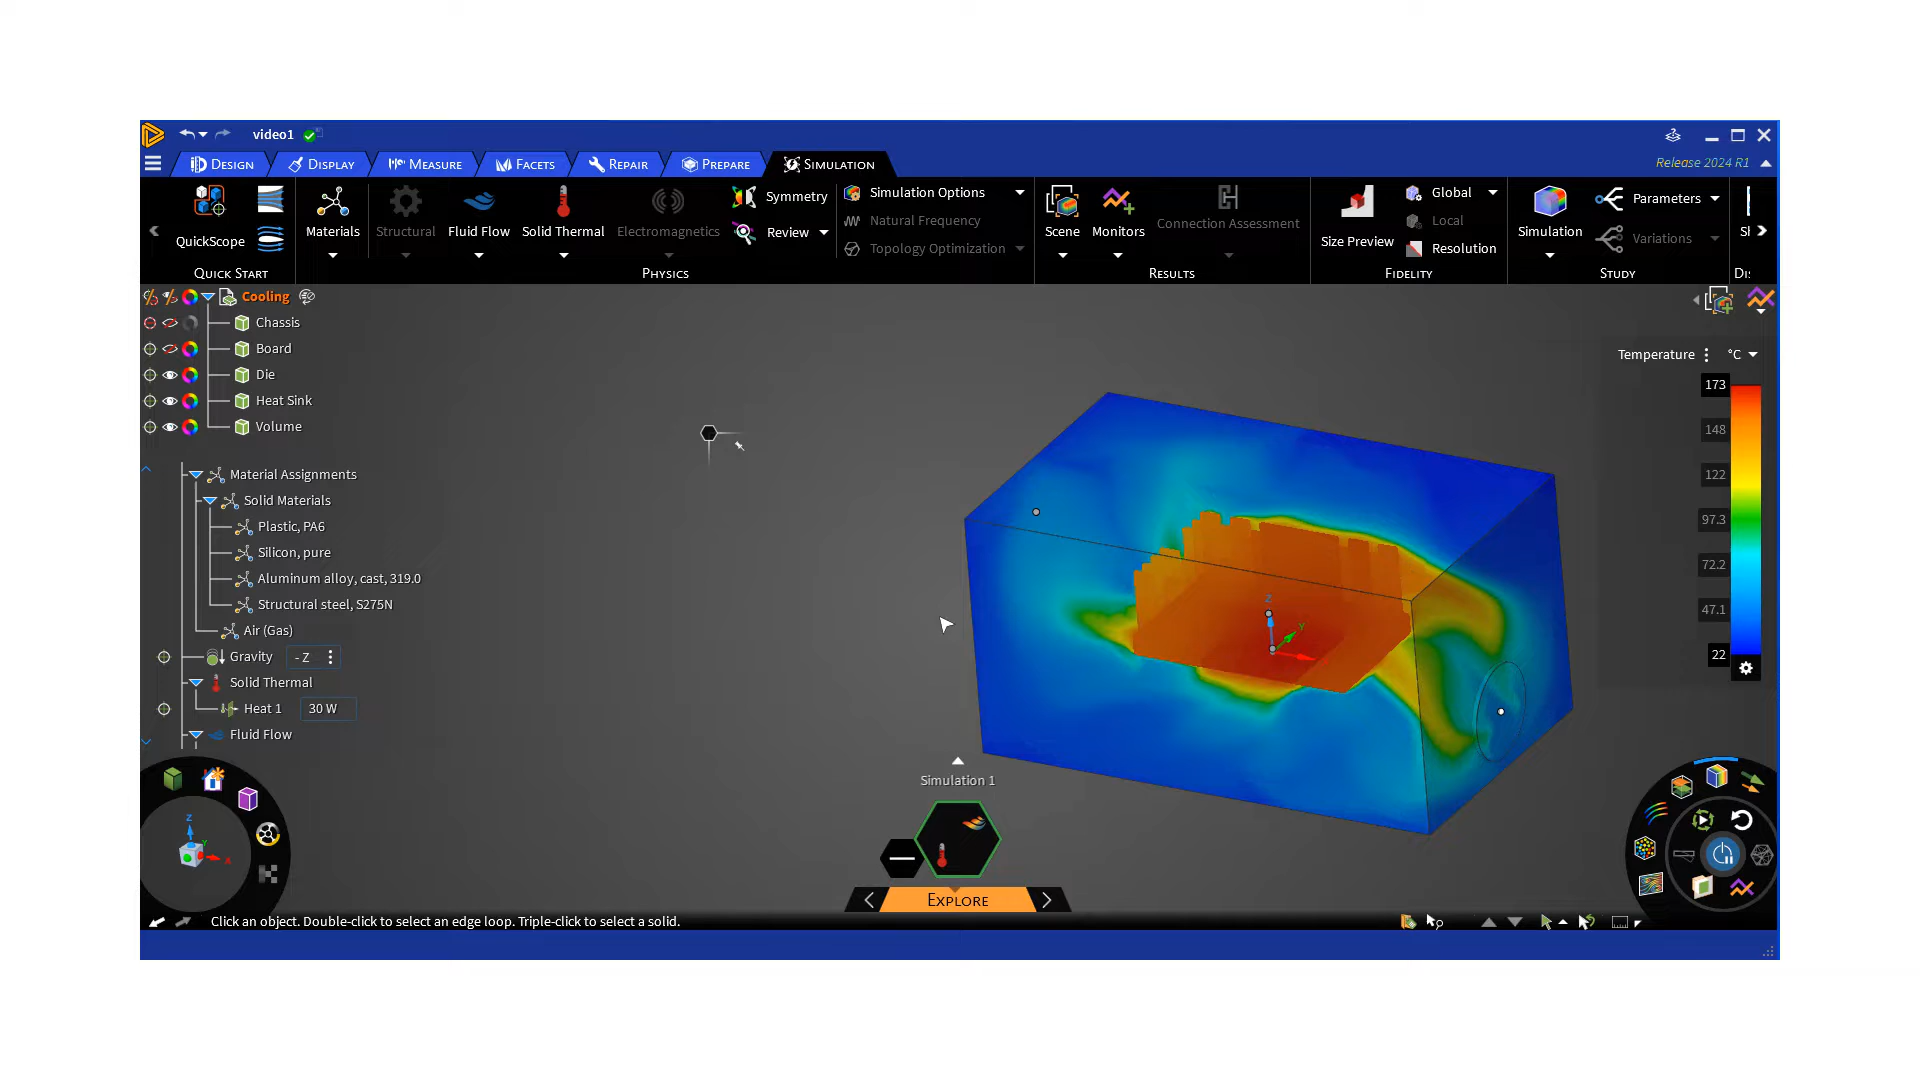 video1
DESIGN
DISPLAY
MEASURE
FACETS
REPAIR
PREPARE
SIMULATION
Release 2024 R1
QuickScope
QUICK START
Materials
Structural
Fluid Flow
Solid Thermal
Electromagnetics
Symmetry
Review
Simulation Options
Natural Frequency
Topology Optimization
PHYSICS
Scene
Monitors
Connection Assessment
RESULTS
Size Preview
Global
Local
Resolution
FIDELITY
Simulation
Parameters
Variations
STUDY
Cooling
Chassis
Board
Die
Heat Sink
Volume
Material Assignments
Solid Materials
Plastic, PA6
Silicon, pure
Aluminum alloy, cast, 319.0
Structural steel, S275N
Air (Gas)
Gravity - Z
Solid Thermal
Heat 1 30 W
Fluid Flow
Temperature °C
173
148
122
97.3
72.2
47.1
22
Z
Y
Simulation 1
EXPLORE
Z
Y
X
Click an object. Double-click to select an edge loop. Triple-click to select a solid.